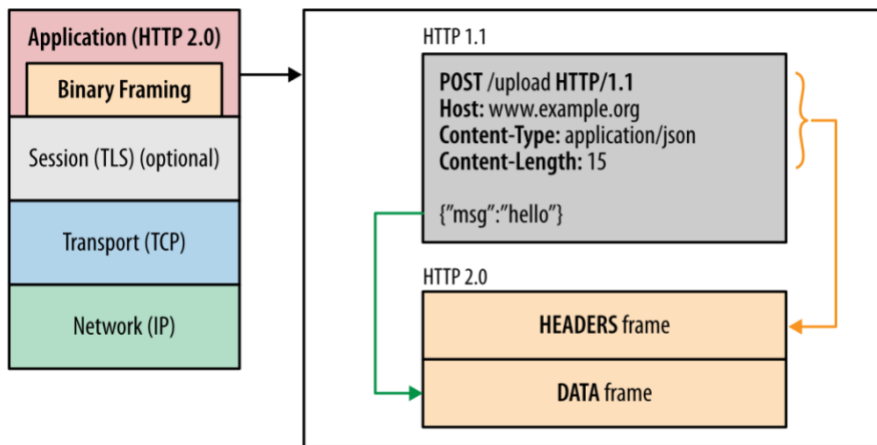 Application (HTTP 2.0)
Binary Framing
Session (TLS) (optional)
Transport (TCP)
Network (IP)
HTTP 1.1
POST /upload HTTP/1.1
Host: www.example.org
Content-Type: application/json
Content-Length: 15
{”msg”:”hello”}
HTTP 2.0
HEADERS frame
DATA frame